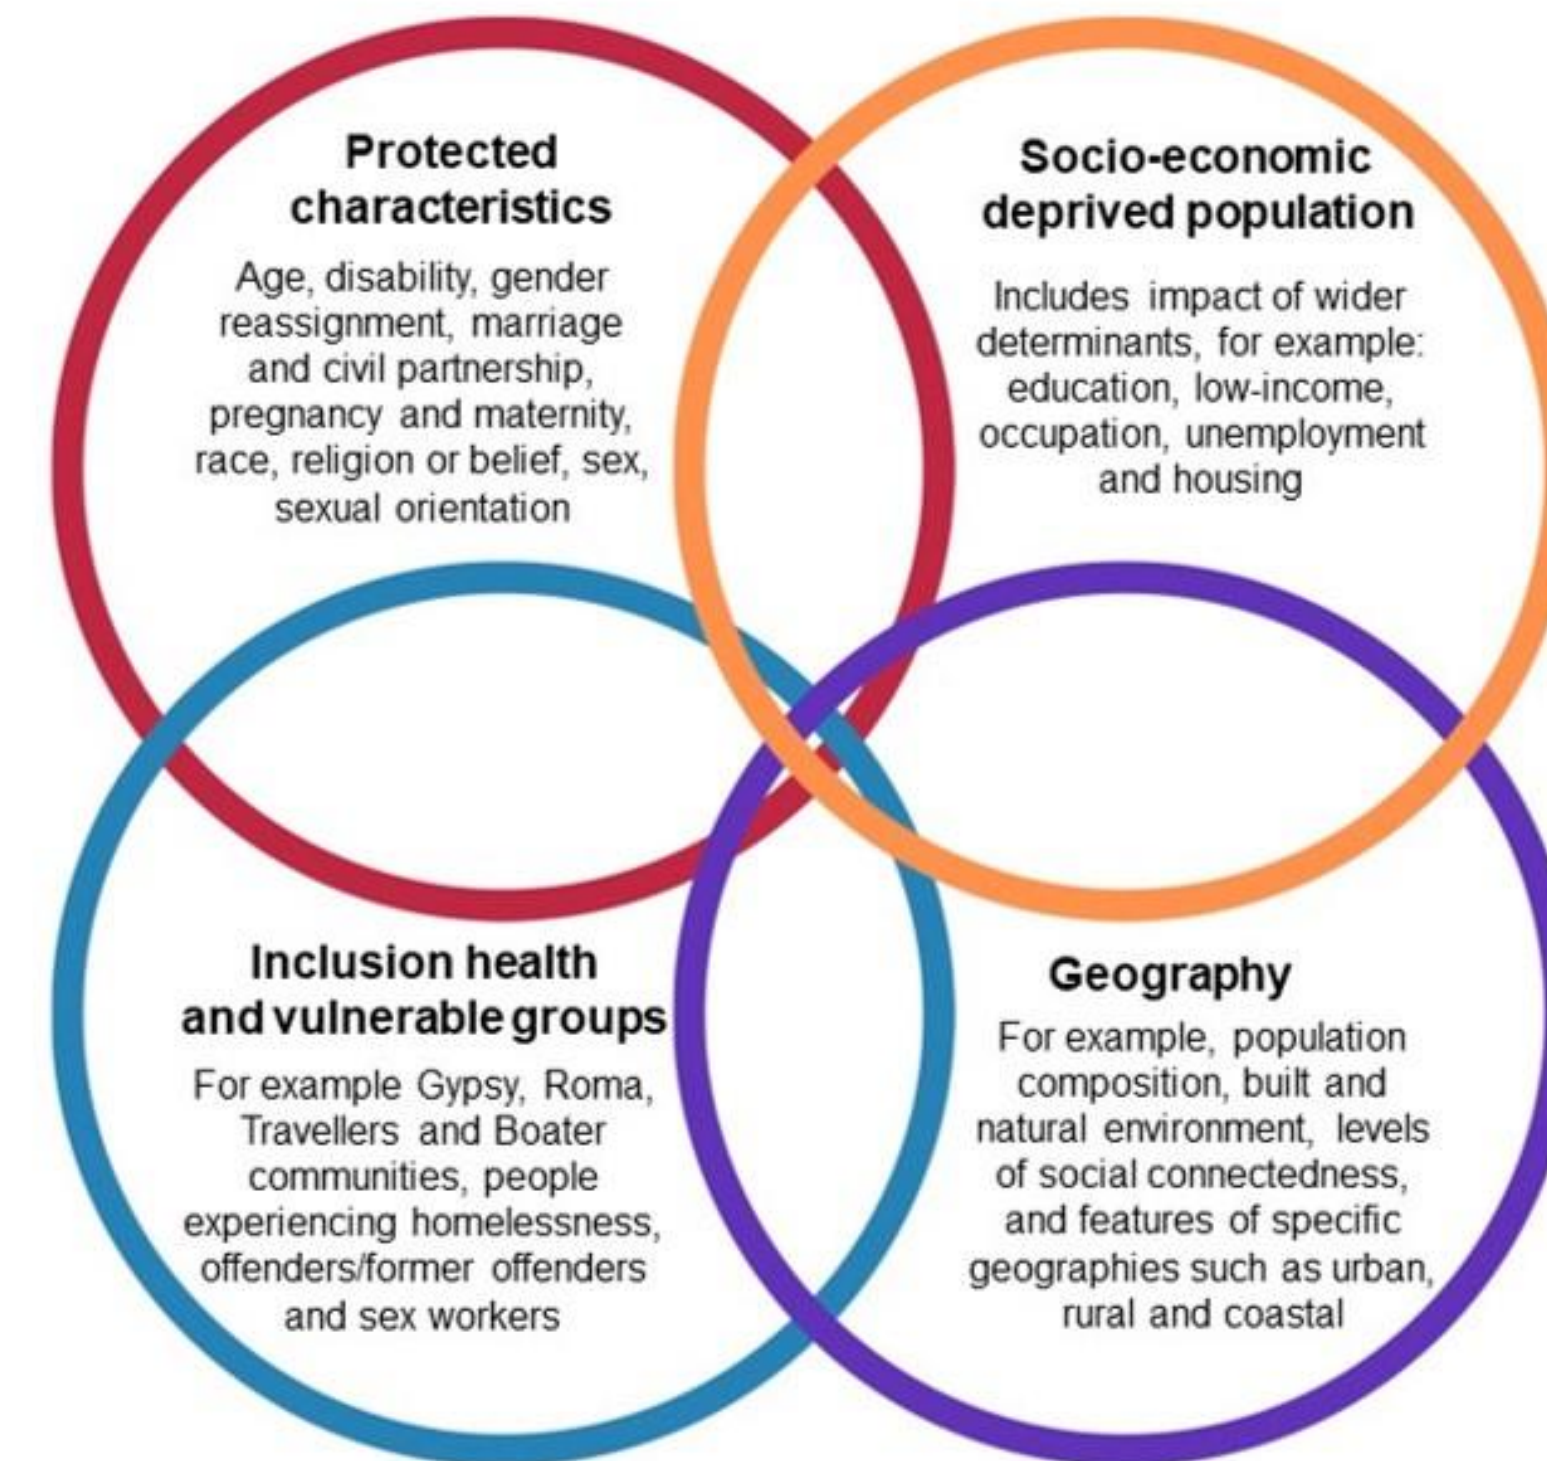 Protected
characteristics
Age, disability, gender
reassignment, marriage
and civil partnership,
pregnancy and maternity,
race, religion or belief, sex,
sexual orientation
Socio-economic
deprived population
Includes impact of wider
determinants, for example:
education, low-income,
occupation, unemployment
and housing
Inclusion health
and vulnerable groups
For example Gypsy, Roma,
Travellers and Boater
communities, people
experiencing homelessness,
offenders/former offenders
and sex workers
Geography
For example, population
composition, built and
natural environment, levels
of social connectedness,
and features of specific
geographies such as urban,
rural and coastal